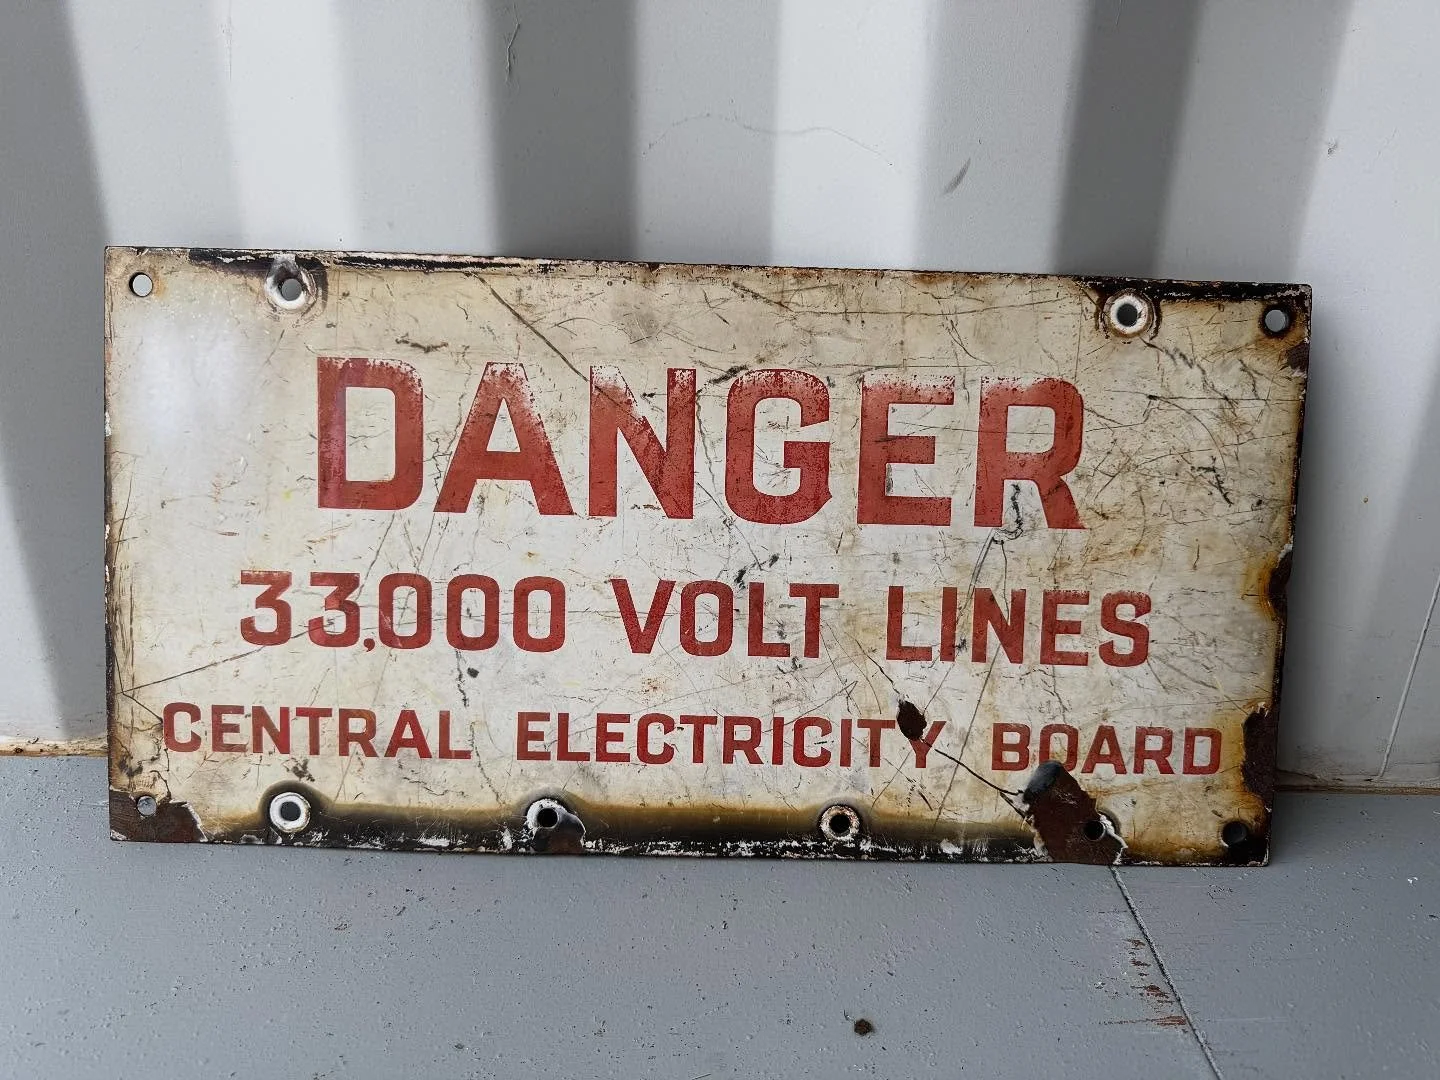 DANGER
33,000 VOLT LINES
CENTRAL ELECTRICITY BOARD